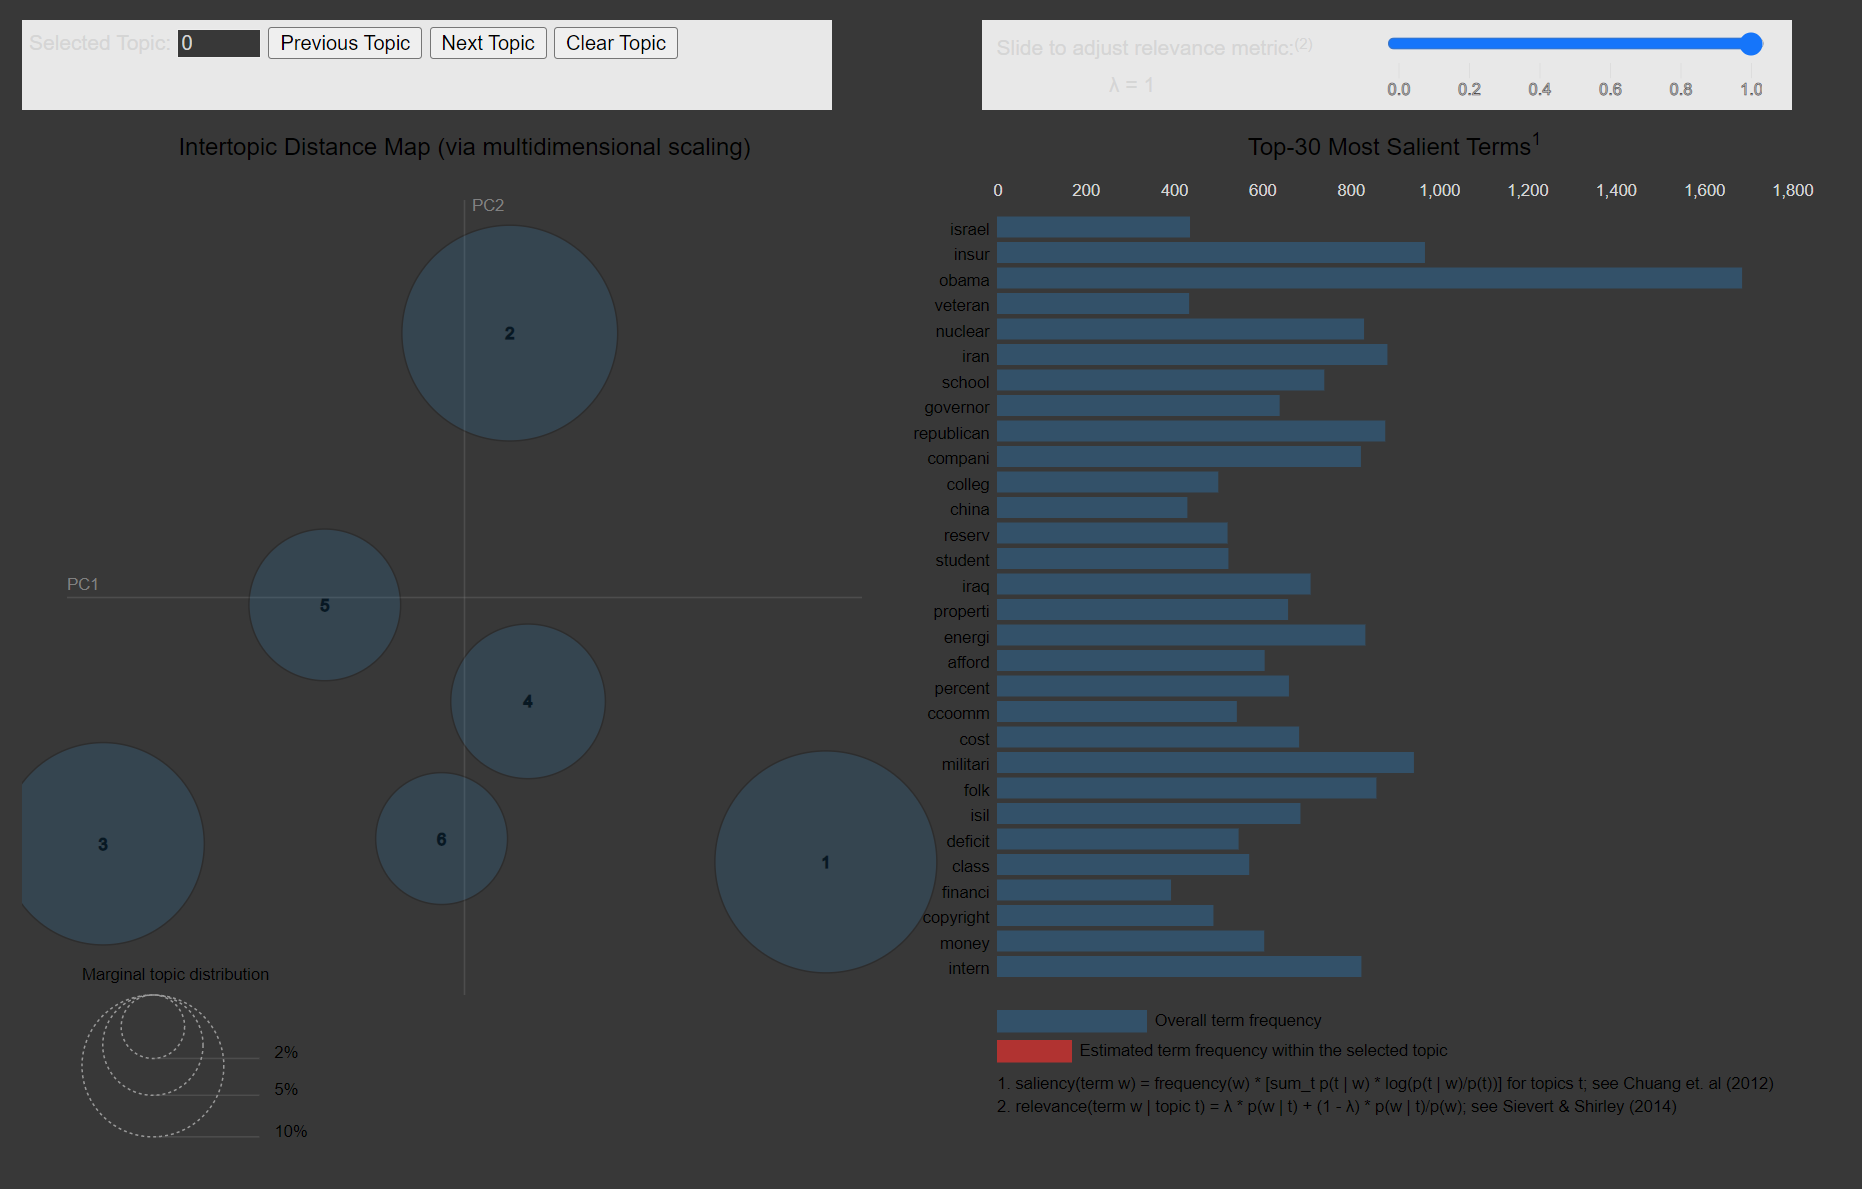 Selected Topic: 0 Previous Topic Next Topic Clear Topic
Slide to adjust relevance metric:(2)
λ = 1
0.0 0.2 0.4 0.6 0.8 1.0
Intertopic Distance Map (via multidimensional scaling)
PC2
PC1
2
5
4
3
6
1
Marginal topic distribution
2%
5%
10%
Top-30 Most Salient Terms1
0 200 400 600 800 1,000 1,200 1,400 1,600 1,800
israel
insur
obama
veteran
nuclear
iran
school
governor
republican
compani
colleg
china
reserv
student
iraq
properti
energi
afford
percent
ccoomm
cost
militari
folk
isil
deficit
class
financi
copyright
money
intern
Overall term frequency
Estimated term frequency within the selected topic
1. saliency(term w) = frequency(w) * [sum_t p(t | w) * log(p(t | w)/p(t))] for topics t; see Chuang et. al (2012)
2. relevance(term w | topic t) = λ * p(w | t) + (1 - λ) * p(w | t)/p(w); see Sievert & Shirley (2014)